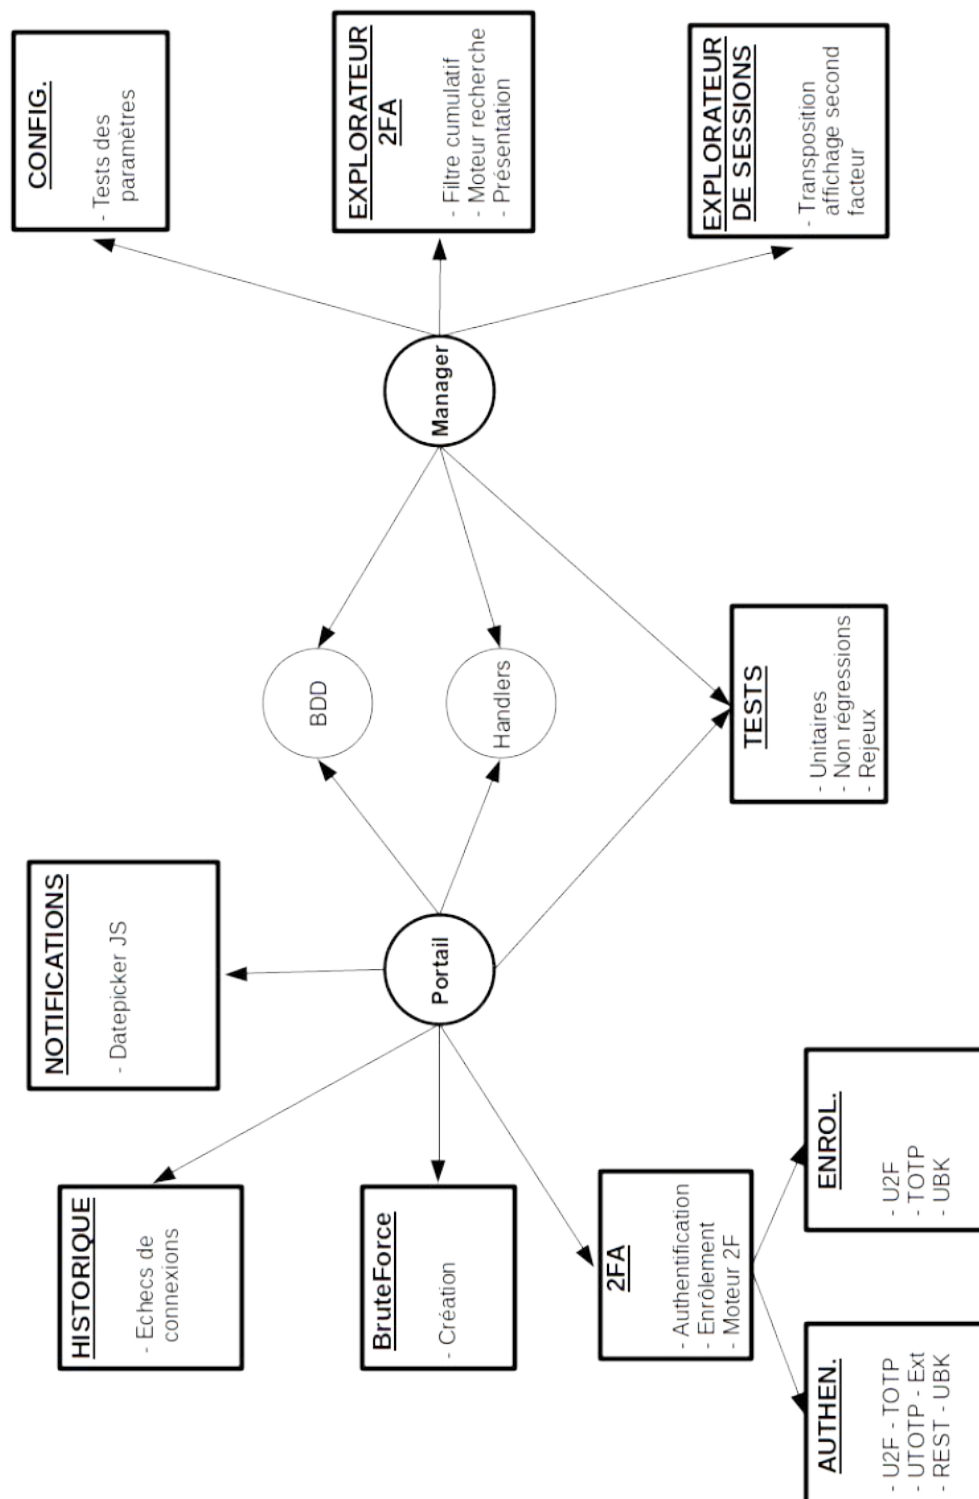 CONFIG.
- Tests des
paramètres
EXPLORATEUR
2FA
- Filtre cumulatif
- Moteur recherche
- Présentation
EXPLORATEUR
DE SESSIONS
- Transposition
affichage second
facteur
Manager
BDD
Handlers
TESTS
- Unitaires
- Non régressions
- Rejeux
NOTIFICATIONS
- Datepicker JS
Portail
HISTORIQUE
- Echecs de
connexions
BruteForce
- Création
2FA
- Authentification
- Enrôlement
- Moteur 2F
ENROL.
- U2F
- TOTP
- UBK
AUTHEN.
- U2F - TOTP
- UTOTP - Ext
- REST - UBK